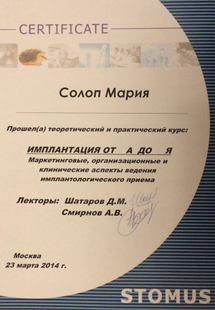 CERTIFICATE
Солоп Мария
Прошел(а) теоретический и практический курс:
ИМПЛАНТАЦИЯ ОТ А ДО Я
Маркетинговые, организационные и
клинические аспекты ведения
имплантологического приема
Лекторы: Шатаров Д.М.
Смирнов А.В.
Москва
23 марта 2014 г.
STOMUS